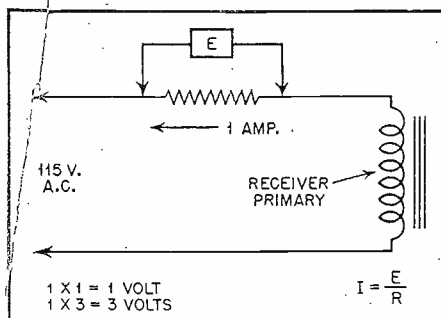 E
1 AMP.
115 V.
A.C.
RECEIVER
PRIMARY
1 X 1 = 1 VOLT
1 X 3 = 3 VOLTS
I = E/R